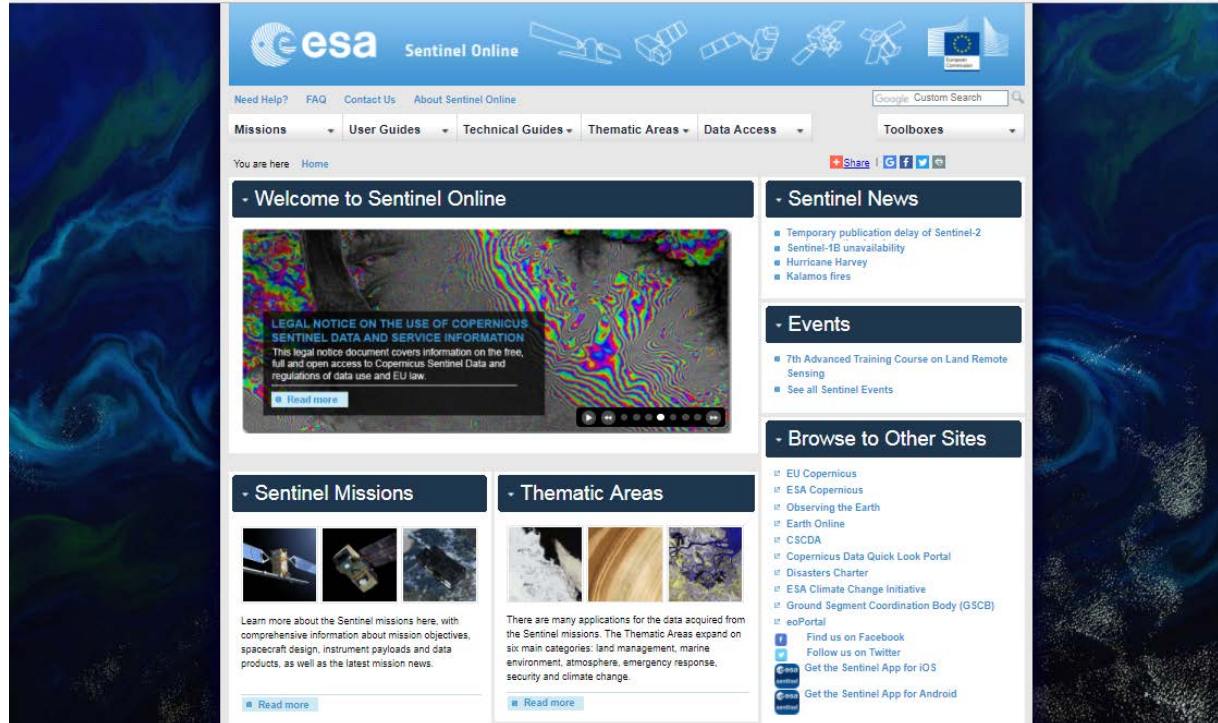 esa Sentinel Online
European
Commission
Need Help? FAQ Contact Us About Sentinel Online
Google Custom Search
Missions User Guides Technical Guides Thematic Areas Data Access Toolboxes
You are here Home
Share
Welcome to Sentinel Online
LEGAL NOTICE ON THE USE OF COPERNICUS
SENTINEL DATA AND SERVICE INFORMATION
This legal notice document covers information on the free,
full and open access to Copernicus Sentinel Data and
regulations of data use and EU law.
Read more
Sentinel Missions
Learn more about the Sentinel missions here, with
comprehensive information about mission objectives,
spacecraft design, instrument payloads and data
products, as well as the latest mission news.
Read more
Thematic Areas
There are many applications for the data acquired from
the Sentinel missions. The Thematic Areas expand on
six main categories: land management, marine
environment, atmosphere, emergency response,
security and climate change.
Read more
Sentinel News
Temporary publication delay of Sentinel-2
Sentinel-1B unavailability
Hurricane Harvey
Kalamos fires
Events
7th Advanced Training Course on Land Remote
Sensing
See all Sentinel Events
Browse to Other Sites
EU Copernicus
ESA Copernicus
Observing the Earth
Earth Online
CSCDA
Copernicus Data Quick Look Portal
Disasters Charter
ESA Climate Change Initiative
Ground Segment Coordination Body (GSCB)
eoPortal
Find us on Facebook
Follow us on Twitter
esa
sentinel
Get the Sentinel App for iOS
esa
sentinel
Get the Sentinel App for Android